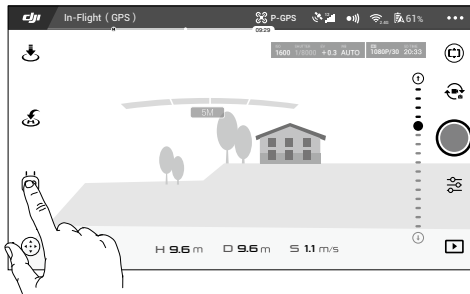 dji In-Flight ( GPS ) P-GPS 61%
H
09:29
1600 1/8000 +0.3 AUTO 1080P/30 20:33
5M
H 9.6 m D 9.6 m S 1.1 m/s